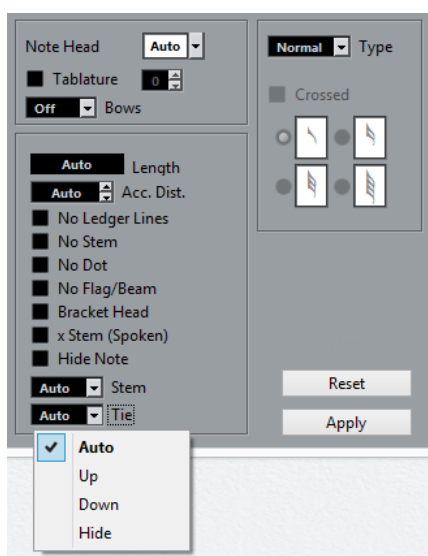 Note Head Auto
Tablature 0
Off Bows
Auto Length
Auto Acc. Dist.
No Ledger Lines
No Stem
No Dot
No Flag/Beam
Bracket Head
x Stem (Spoken)
Hide Note
Auto Stem
Auto Tie
Auto
Up
Down
Hide
Normal Type
Crossed
Reset
Apply